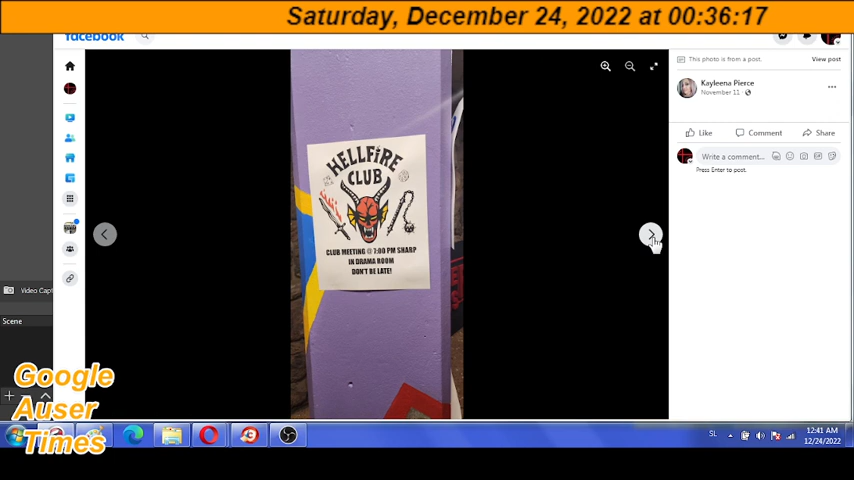 Saturday, December 24, 2022 at 00:36:17
facebook
This photo is from a post.
View post
Kayleena Pierce
November 11
Like
Comment
Share
Write a comment...
Press Enter to post.
HELLFIRE
CLUB
CLUB MEETING @ 7:00 PM SHARP
IN DRAMA ROOM
DON'T BE LATE!
Video Capt
Scene
Google
Auser
Times
SL
12:41 AM
12/24/2022